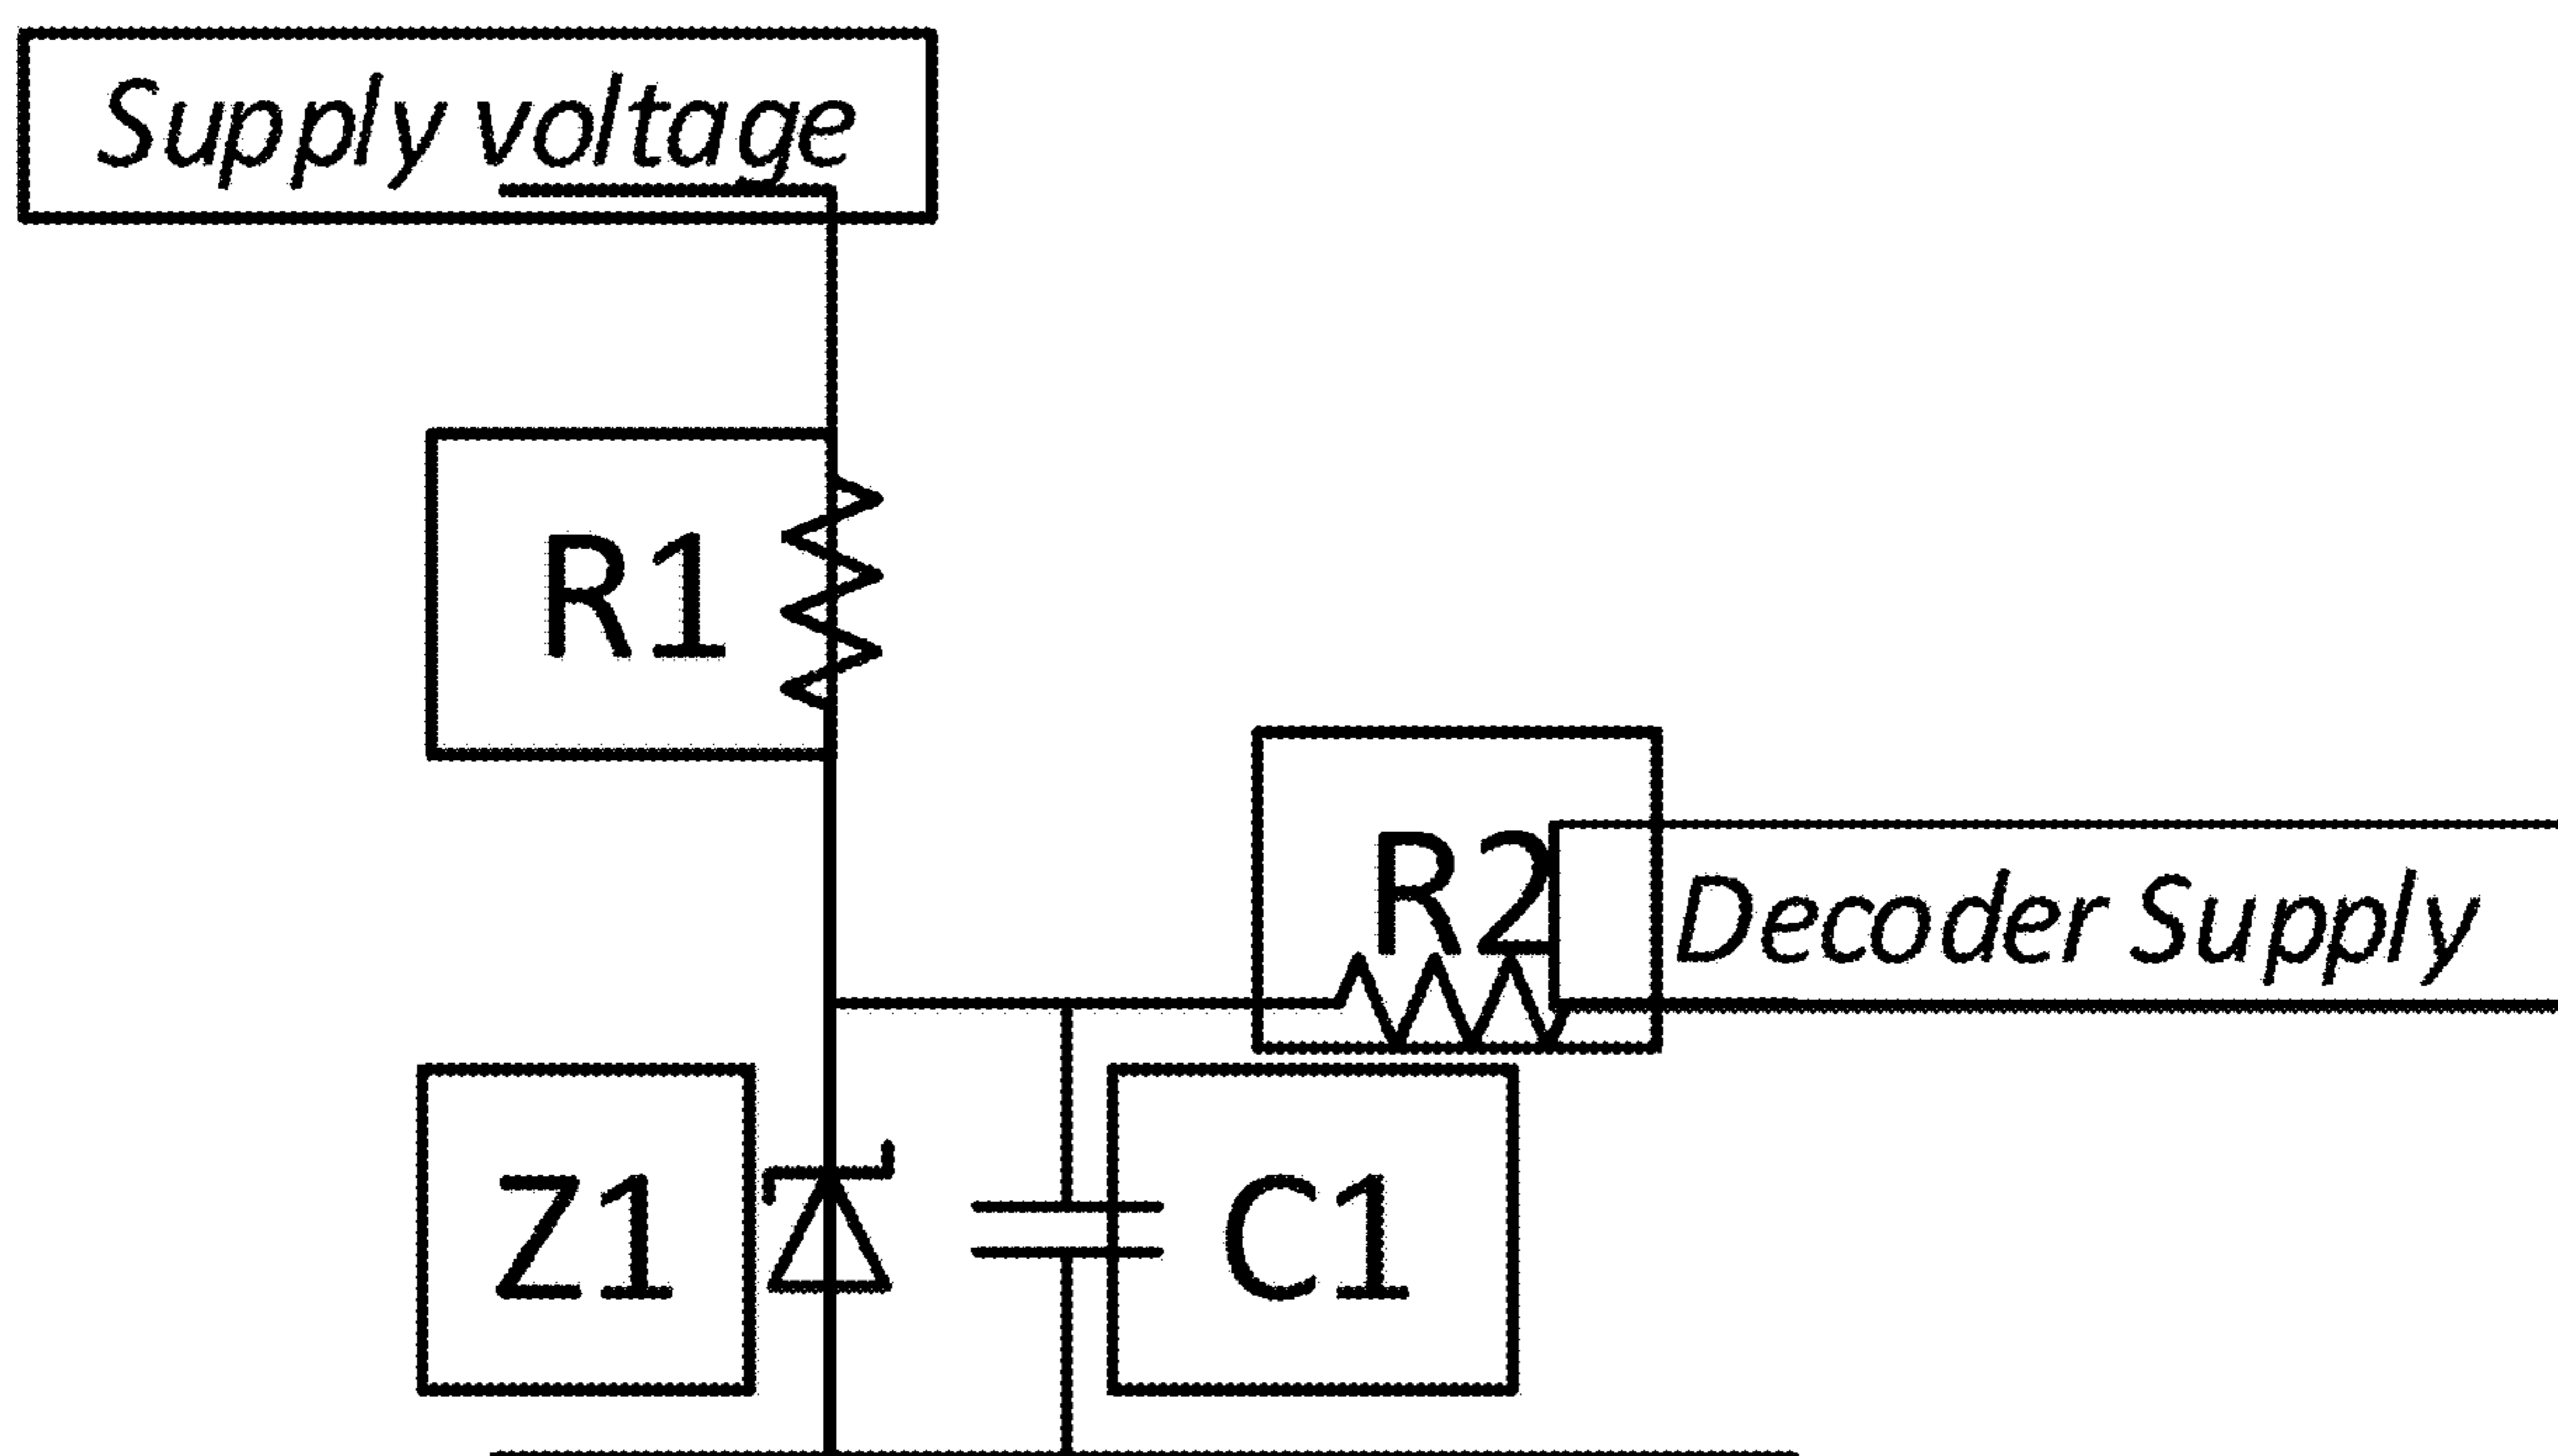 Supply voltage
R1
R2
Decoder Supply
Z1
C1